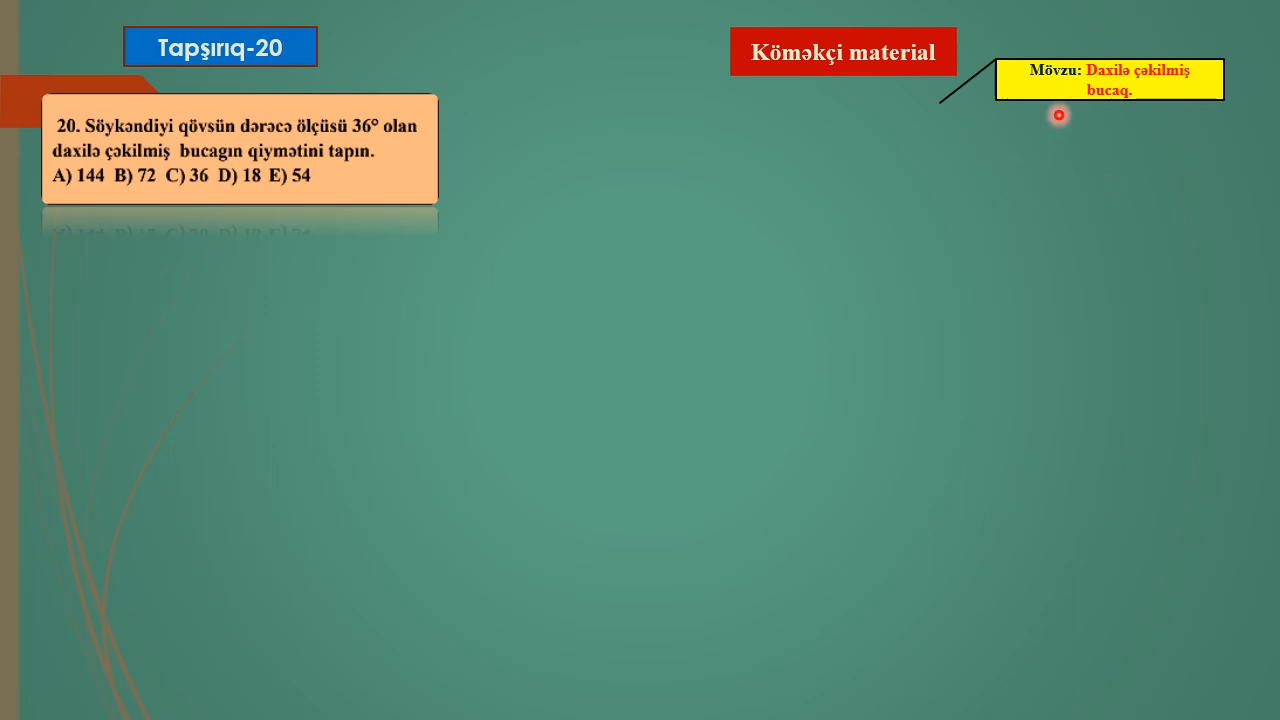 Tapşırıq-20
Köməkçi material
Mövzu: Daxilə çəkilmiş
bucaq.
20. Söykəndiyi qövsün dərəcə ölçüsü 36° olan
daxilə çəkilmiş bucagın qiymətini tapın.
A) 144 B) 72 C) 36 D) 18 E) 54